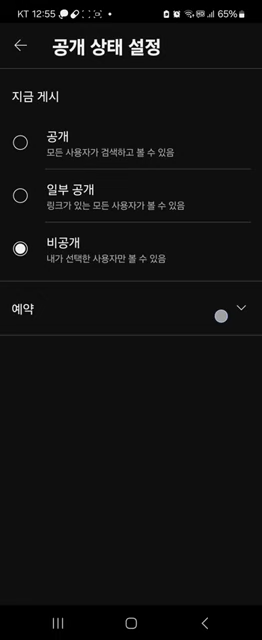 KT 12:55
65%
공개 상태 설정
지금 게시
공개
모든 사용자가 검색하고 볼 수 있음
일부 공개
링크가 있는 모든 사용자가 볼 수 있음
비공개
내가 선택한 사용자만 볼 수 있음
예약